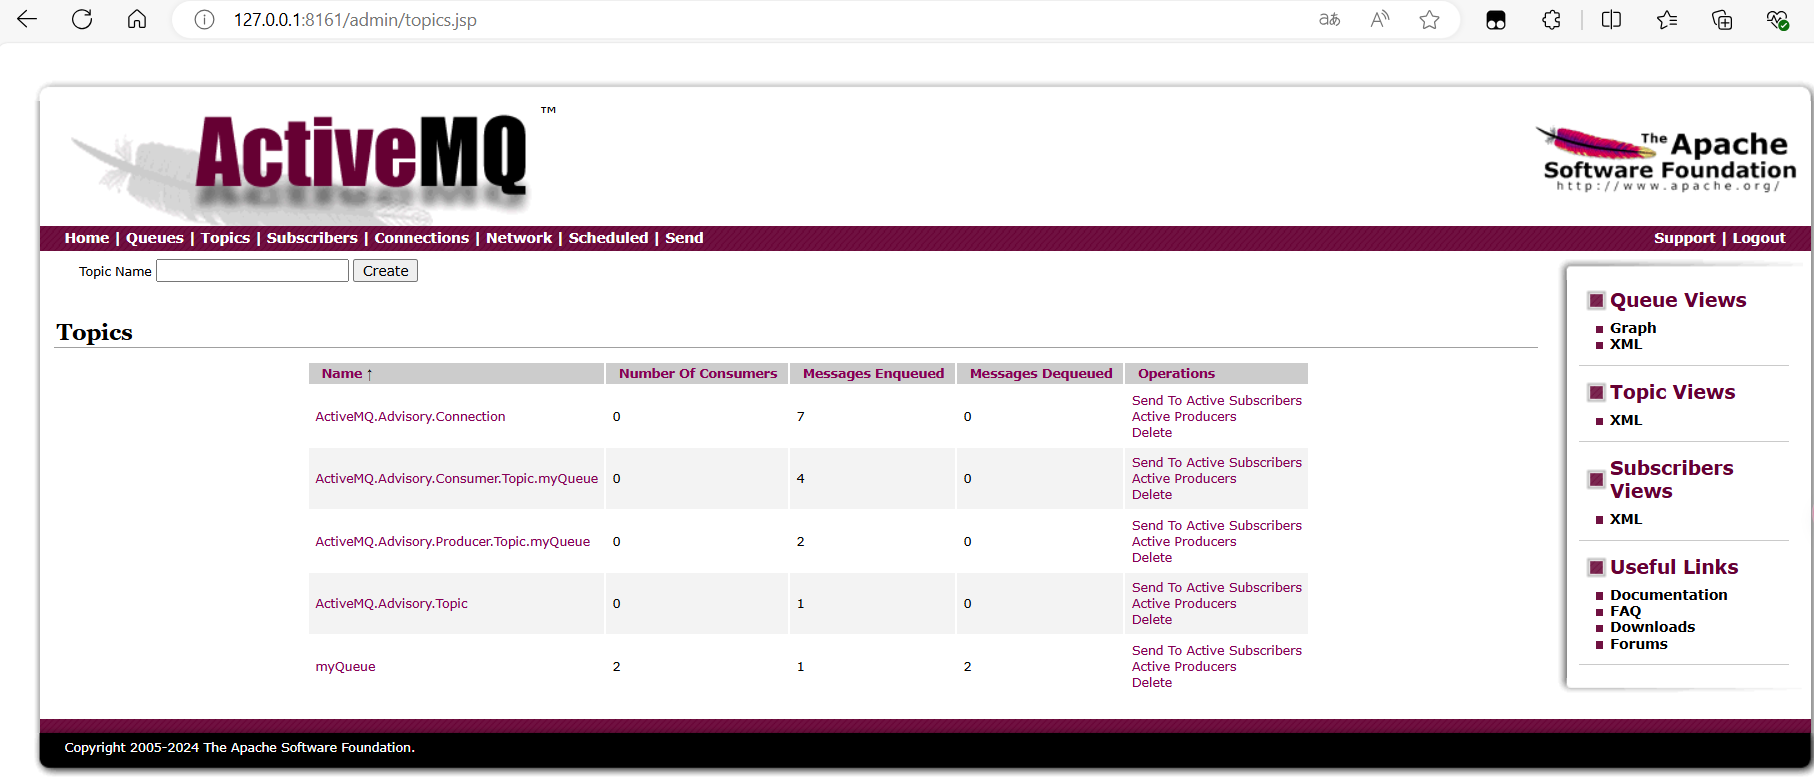 127.0.0.1:8161/admin/topics.jsp
ActiveMQ™
The Apache
Software Foundation
http://www.apache.org/
Home | Queues | Topics | Subscribers | Connections | Network | Scheduled | Send
Support | Logout
Topic Name Create
Topics
Name ↑ Number Of Consumers Messages Enqueued Messages Dequeued Operations
Send To Active Subscribers
ActiveMQ.Advisory.Connection 0 7 0 Active Producers
Delete
Send To Active Subscribers
ActiveMQ.Advisory.Consumer.Topic.myQueue 0 4 0 Active Producers
Delete
Send To Active Subscribers
ActiveMQ.Advisory.Producer.Topic.myQueue 0 2 0 Active Producers
Delete
Send To Active Subscribers
ActiveMQ.Advisory.Topic 0 1 0 Active Producers
Delete
Send To Active Subscribers
myQueue 2 1 2 Active Producers
Delete
Queue Views
Graph
XML
Topic Views
XML
Subscribers
Views
XML
Useful Links
Documentation
FAQ
Downloads
Forums
Copyright 2005-2024 The Apache Software Foundation.